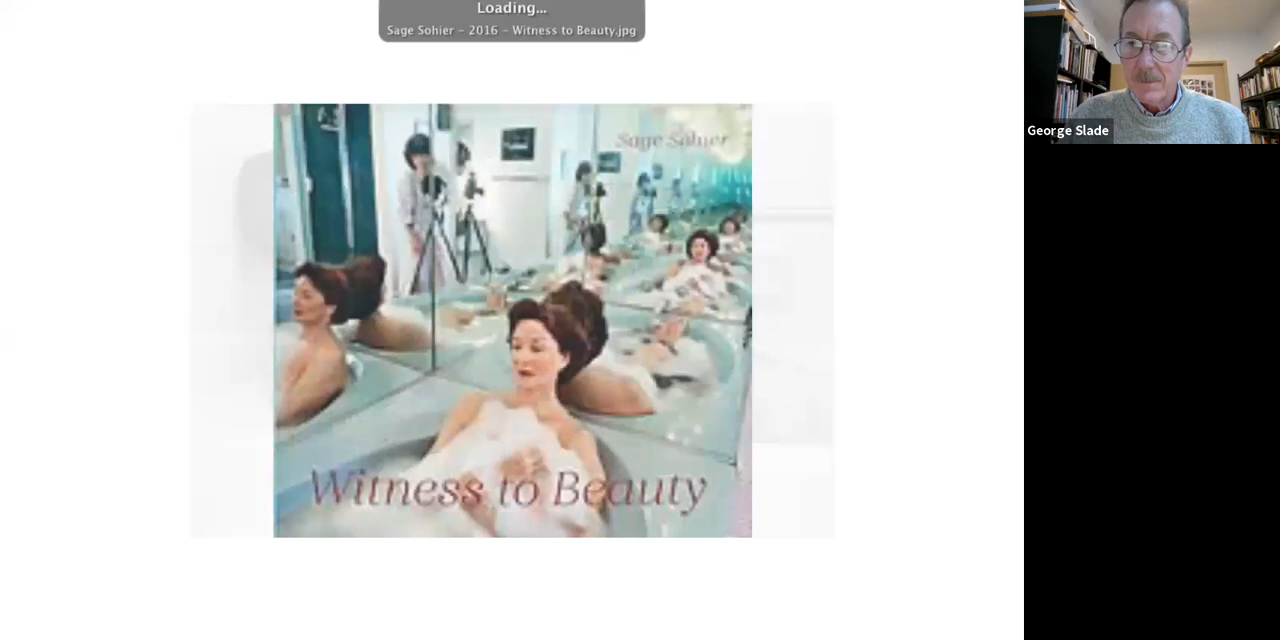 Loading...
Sage Sohier - 2016 - Witness to Beauty.jpg
Sage Sohier
Witness to Beauty
George Slade